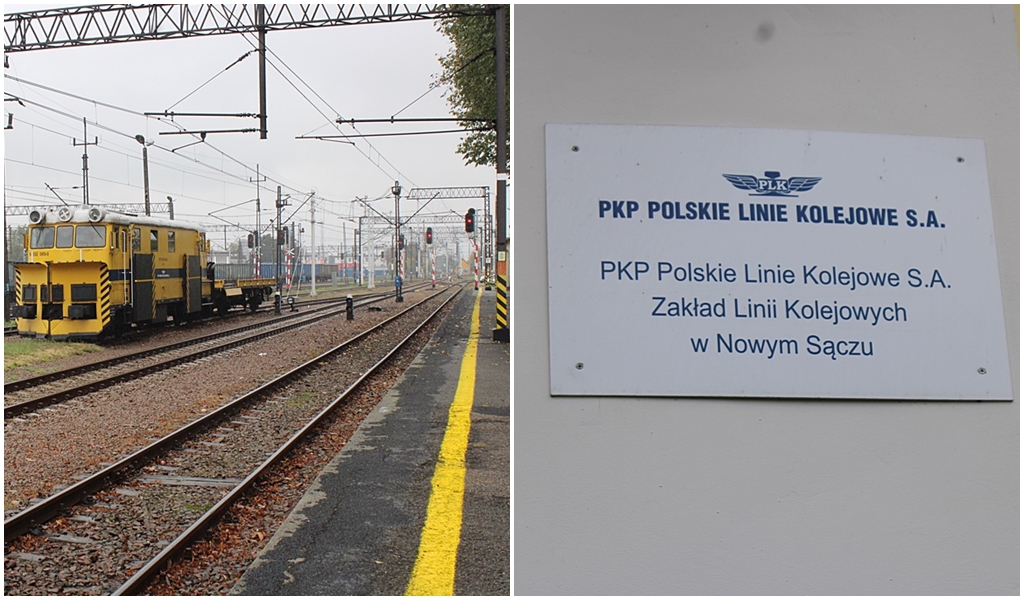 PLK
PKP POLSKIE LINIE KOLEJOWE S.A.
PKP Polskie Linie Kolejowe S.A.
Zakład Linii Kolejowych
w Nowym Sączu